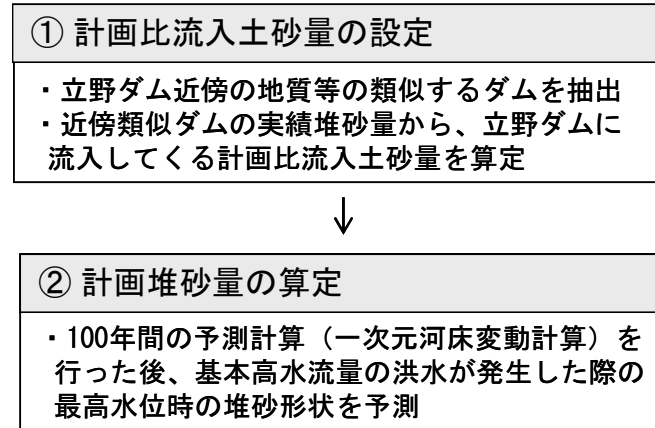 ① 計画比流入土砂量の設定
・立野ダム近傍の地質等の類似するダムを抽出
・近傍類似ダムの実績堆砂量から、立野ダムに
流入してくる計画比流入土砂量を算定
↓
② 計画堆砂量の算定
・100年間の予測計算（一次元河床変動計算）を
行った後、基本高水流量の洪水が発生した際の
最高水位時の堆砂形状を予測